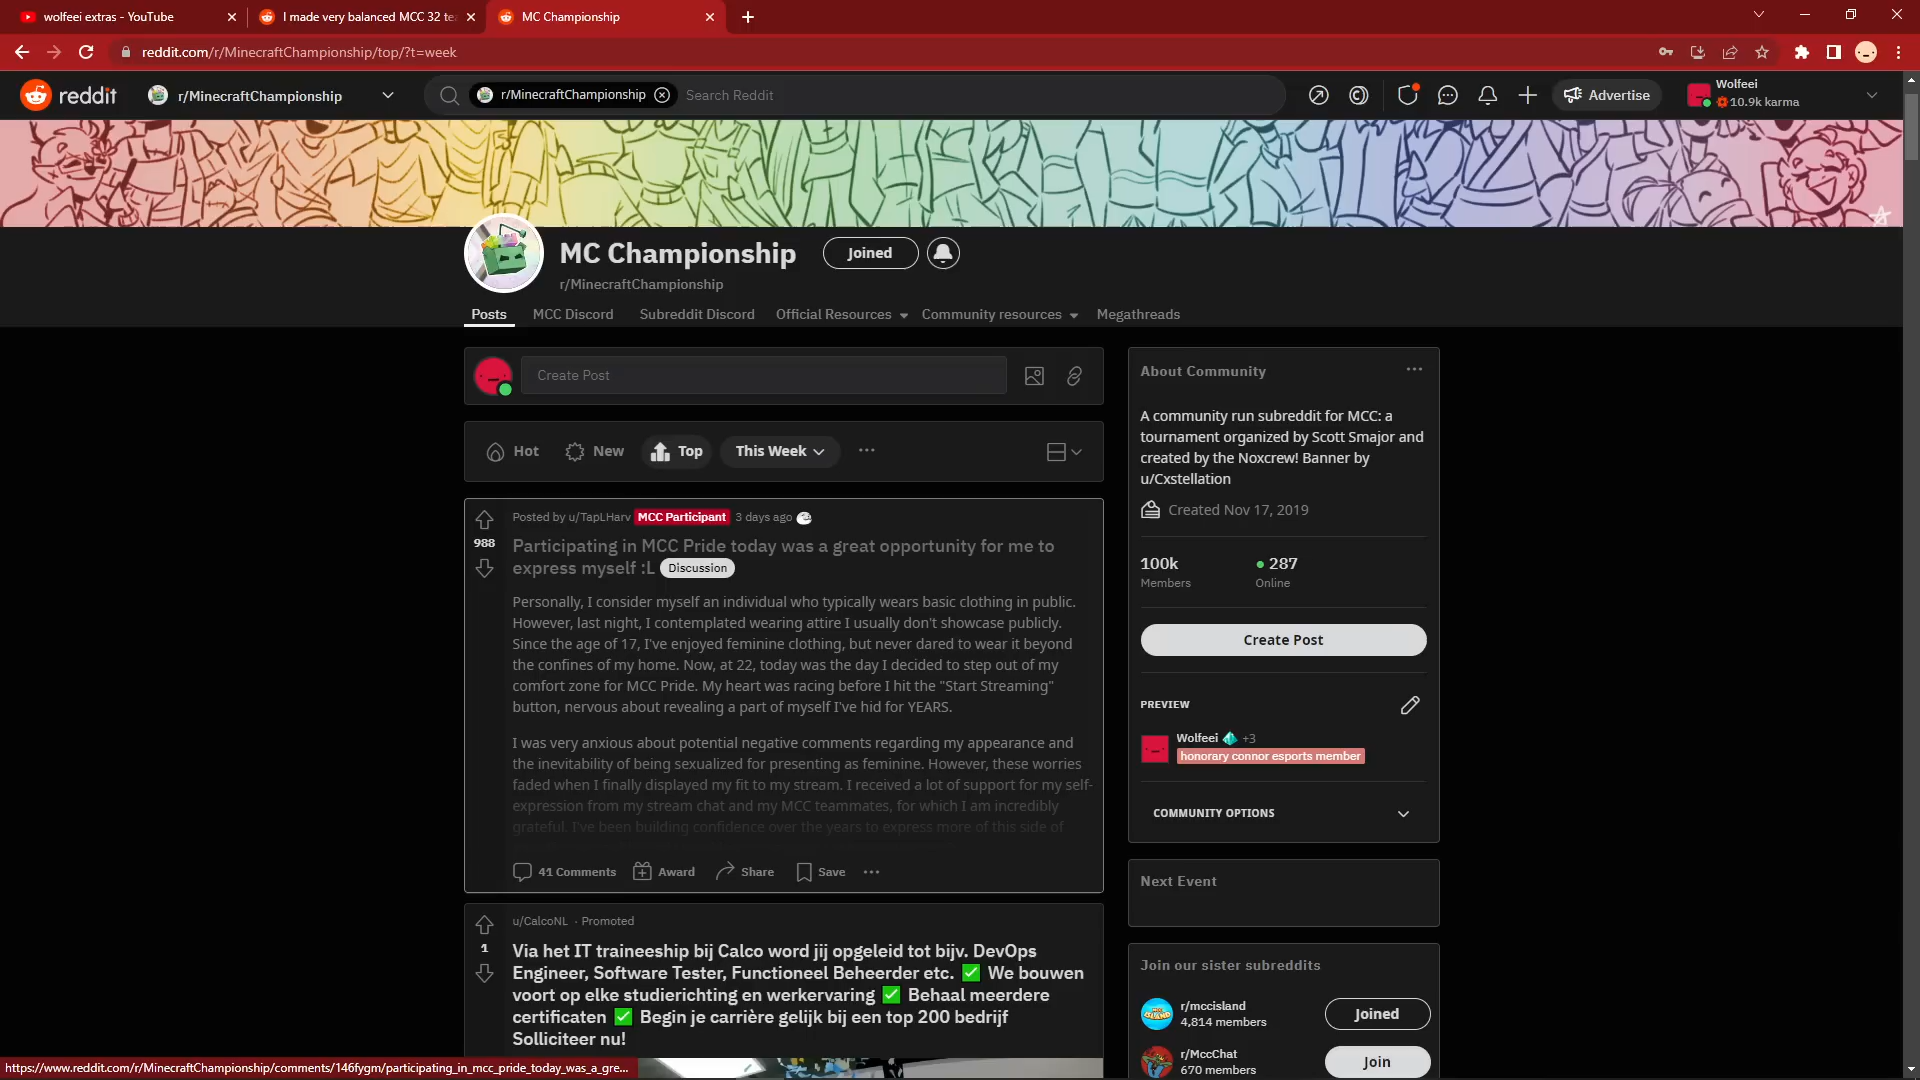 wolfeei extras - YouTube
I made very balanced MCC 32 te
MC Championship
reddit.com/r/MinecraftChampionship/top/?t=week
reddit
r/MinecraftChampionship
r/MinecraftChampionship
Search Reddit
Advertise
Wolfeei
10.9k karma
MC Championship
Joined
r/MinecraftChampionship
Posts
MCC Discord
Subreddit Discord
Official Resources
Community resources
Megathreads
Create Post
Hot
New
Top
This Week
988
Posted by u/TapLHarv MCC Participant 3 days ago
Participating in MCC Pride today was a great opportunity for me to
express myself :L Discussion
Personally, I consider myself an individual who typically wears basic clothing in public.
However, last night, I contemplated wearing attire I usually don't showcase publicly.
Since the age of 17, I've enjoyed feminine clothing, but never dared to wear it beyond
the confines of my home. Now, at 22, today was the day I decided to step out of my
comfort zone for MCC Pride. My heart was racing before I hit the "Start Streaming"
button, nervous about revealing a part of myself I've hid for YEARS.
I was very anxious about potential negative comments regarding my appearance and
the inevitability of being sexualized for presenting as feminine. However, these worries
faded when I finally displayed my fit to my stream. I received a lot of support for my self-
expression from my stream chat and my MCC teammates, for which I am incredibly
grateful. I've been building confidence over the years to express more of this side of
41 Comments
Award
Share
Save
1
u/CalcoNL · Promoted
Via het IT traineeship bij Calco word jij opgeleid tot bijv. DevOps
Engineer, Software Tester, Functioneel Beheerder etc. ✅ We bouwen
voort op elke studierichting en werkervaring ✅ Behaal meerdere
certificaten ✅ Begin je carrière gelijk bij een top 200 bedrijf
Solliciteer nu!
About Community
A community run subreddit for MCC: a
tournament organized by Scott Smajor and
created by the Noxcrew! Banner by
u/Cxstellation
Created Nov 17, 2019
100k
Members
287
Online
Create Post
PREVIEW
Wolfeei +3
honorary connor esports member
COMMUNITY OPTIONS
Next Event
Join our sister subreddits
r/mccisland
4,814 members
Joined
r/MccChat
670 members
Join
https://www.reddit.com/r/MinecraftChampionship/comments/146fygm/participating_in_mcc_pride_today_was_a_gre...